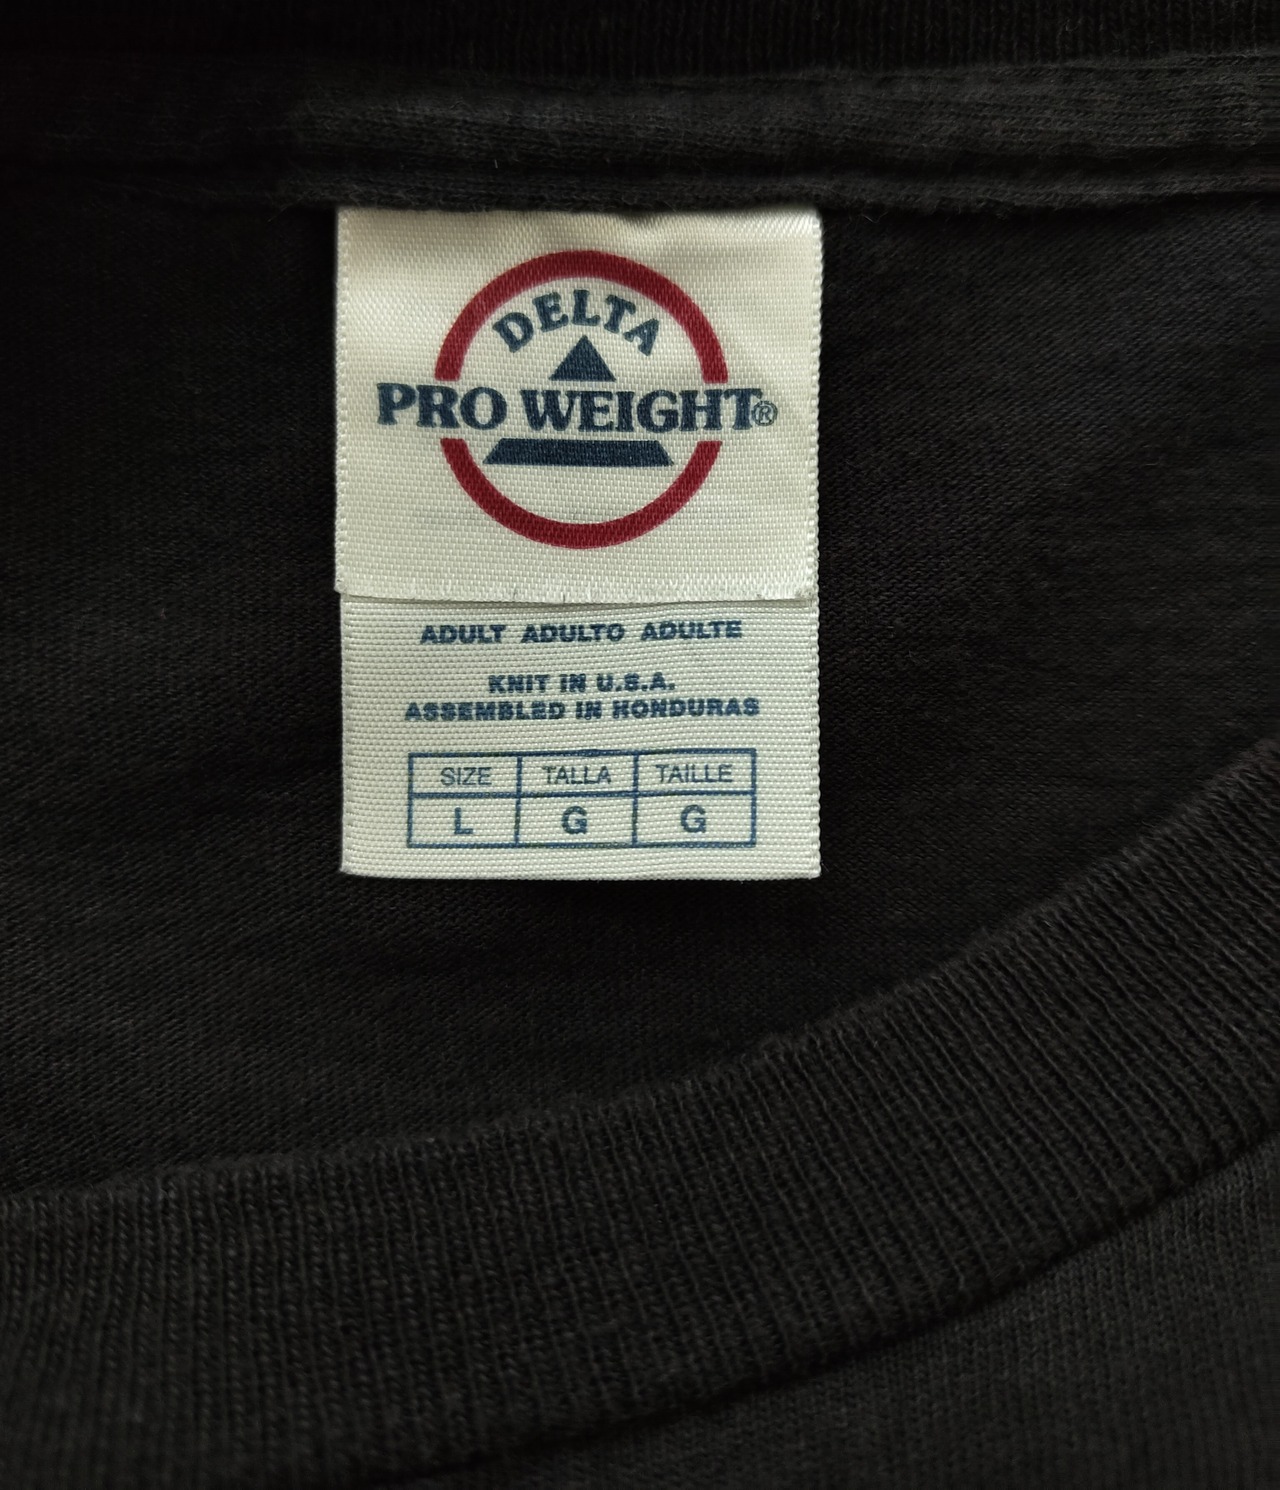 DELTA
PRO WEIGHT®
ADULT ADULTO ADULTE
KNIT IN U.S.A.
ASSEMBLED IN HONDURAS
SIZE TALLA TAILLE
L G G